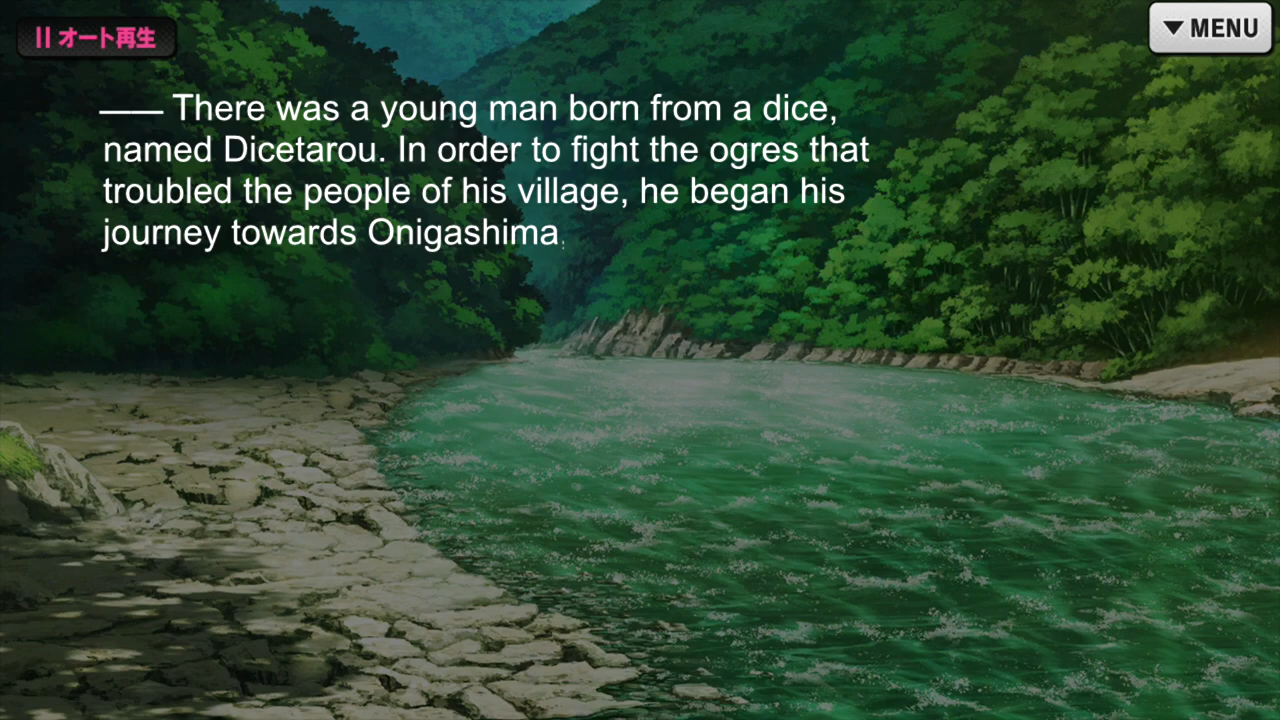 II オート再生
▼ MENU
—— There was a young man born from a dice,
named Dicetarou. In order to fight the ogres that
troubled the people of his village, he began his
journey towards Onigashima.